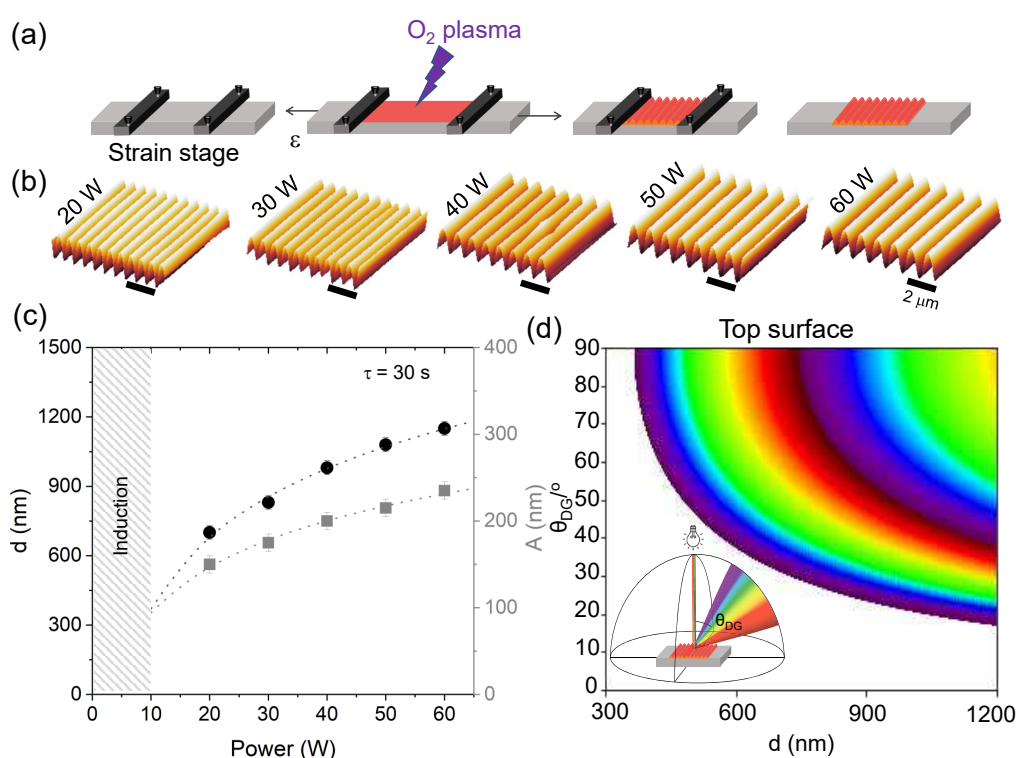 (a)
O₂ plasma
ε
Strain stage
(b)
20 W
30 W
40 W
50 W
60 W
2 μm
(c)
(d)
Top surface
1500
1200
900
600
300
0
d (nm)
400
300
200
100
0
A (nm)
τ = 30 s
Induction
0 10 20 30 40 50 60
Power (W)
90
80
70
60
50
40
30
20
10
0
θDG/°
θDG
300 600 900 1200
d (nm)